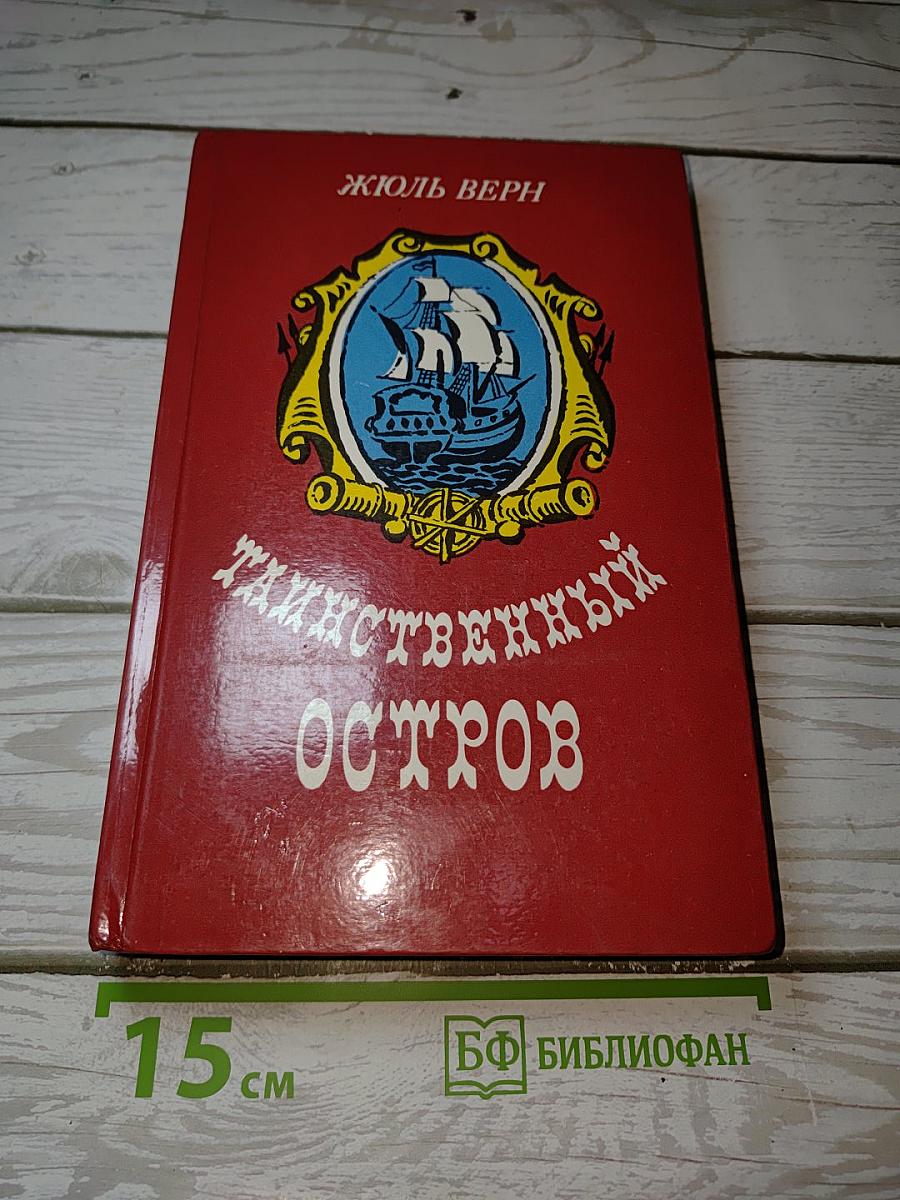 ЖЮЛЬ ВЕРН
ТАИНСТВЕННЫЙ
ОСТРОВ
15 см
БФ БИБЛИОФАН